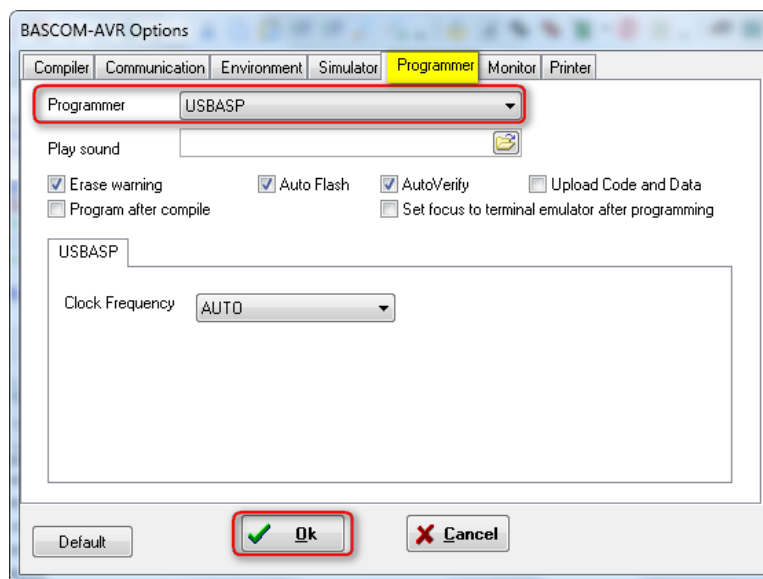 BASCOM-AVR Options
Compiler Communication Environment Simulator Programmer Monitor Printer
Programmer USBASP
Play sound
Erase warning Auto Flash AutoVerify Upload Code and Data
Program after compile Set focus to terminal emulator after programming
USBASP
Clock Frequency AUTO
Default Ok Cancel